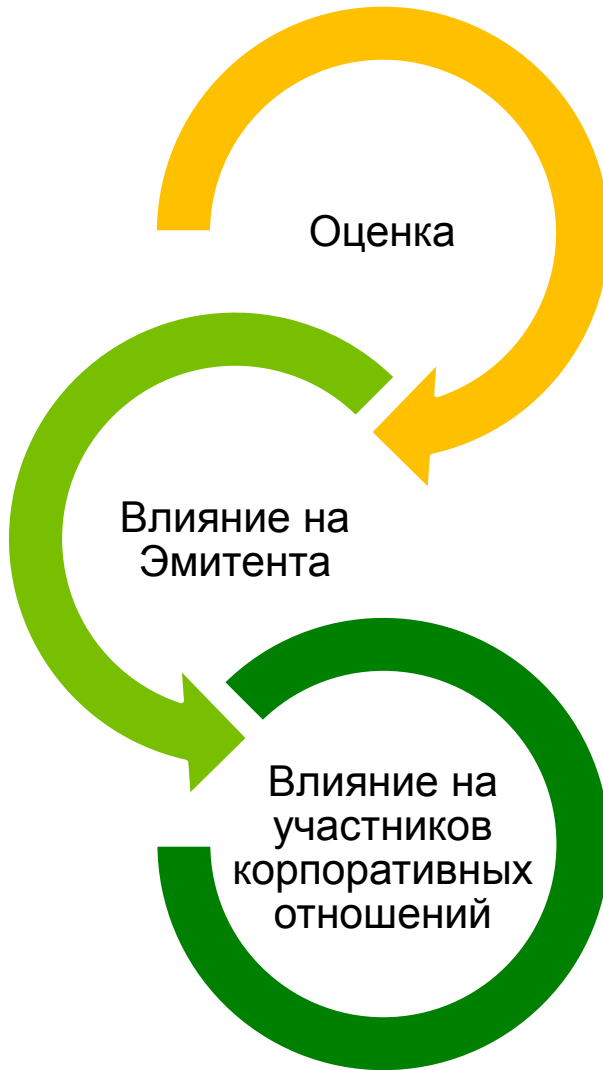 Оценка
Влияние на
Эмитента
Влияние на
участников
корпоративных
отношений